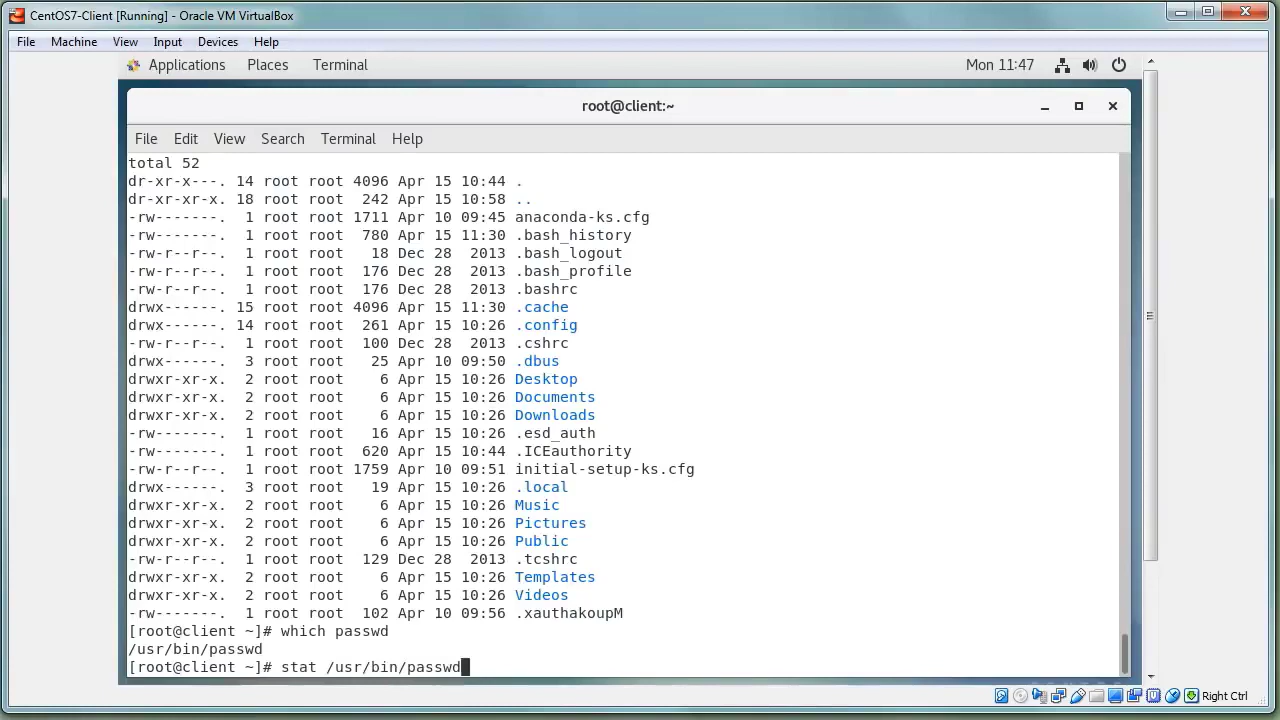 CentOS7-Client [Running] - Oracle VM VirtualBox
File Machine View Input Devices Help
Applications Places Terminal Mon 11:47
root@client:~
File Edit View Search Terminal Help
total 52
dr-xr-x---. 14 root root 4096 Apr 15 10:44 .
dr-xr-xr-x. 18 root root  242 Apr 15 10:58 ..
-rw-------.  1 root root 1711 Apr 10 09:45 anaconda-ks.cfg
-rw-------.  1 root root  780 Apr 15 11:30 .bash_history
-rw-r--r--.  1 root root   18 Dec 28  2013 .bash_logout
-rw-r--r--.  1 root root  176 Dec 28  2013 .bash_profile
-rw-r--r--.  1 root root  176 Dec 28  2013 .bashrc
drwx------. 15 root root 4096 Apr 15 11:30 .cache
drwx------. 14 root root  261 Apr 15 10:26 .config
-rw-r--r--.  1 root root  100 Dec 28  2013 .cshrc
drwx------.  3 root root   25 Apr 10 09:50 .dbus
drwxr-xr-x.  2 root root    6 Apr 15 10:26 Desktop
drwxr-xr-x.  2 root root    6 Apr 15 10:26 Documents
drwxr-xr-x.  2 root root    6 Apr 15 10:26 Downloads
-rw-------.  1 root root   16 Apr 15 10:26 .esd_auth
-rw-------.  1 root root  620 Apr 15 10:44 .ICEauthority
-rw-r--r--.  1 root root 1759 Apr 10 09:51 initial-setup-ks.cfg
drwx------.  3 root root   19 Apr 15 10:26 .local
drwxr-xr-x.  2 root root    6 Apr 15 10:26 Music
drwxr-xr-x.  2 root root    6 Apr 15 10:26 Pictures
drwxr-xr-x.  2 root root    6 Apr 15 10:26 Public
-rw-r--r--.  1 root root  129 Dec 28  2013 .tcshrc
drwxr-xr-x.  2 root root    6 Apr 15 10:26 Templates
drwxr-xr-x.  2 root root    6 Apr 15 10:26 Videos
-rw-------.  1 root root  102 Apr 10 09:56 .xauthakoupM
[root@client ~]# which passwd
/usr/bin/passwd
[root@client ~]# stat /usr/bin/passwd
Right Ctrl